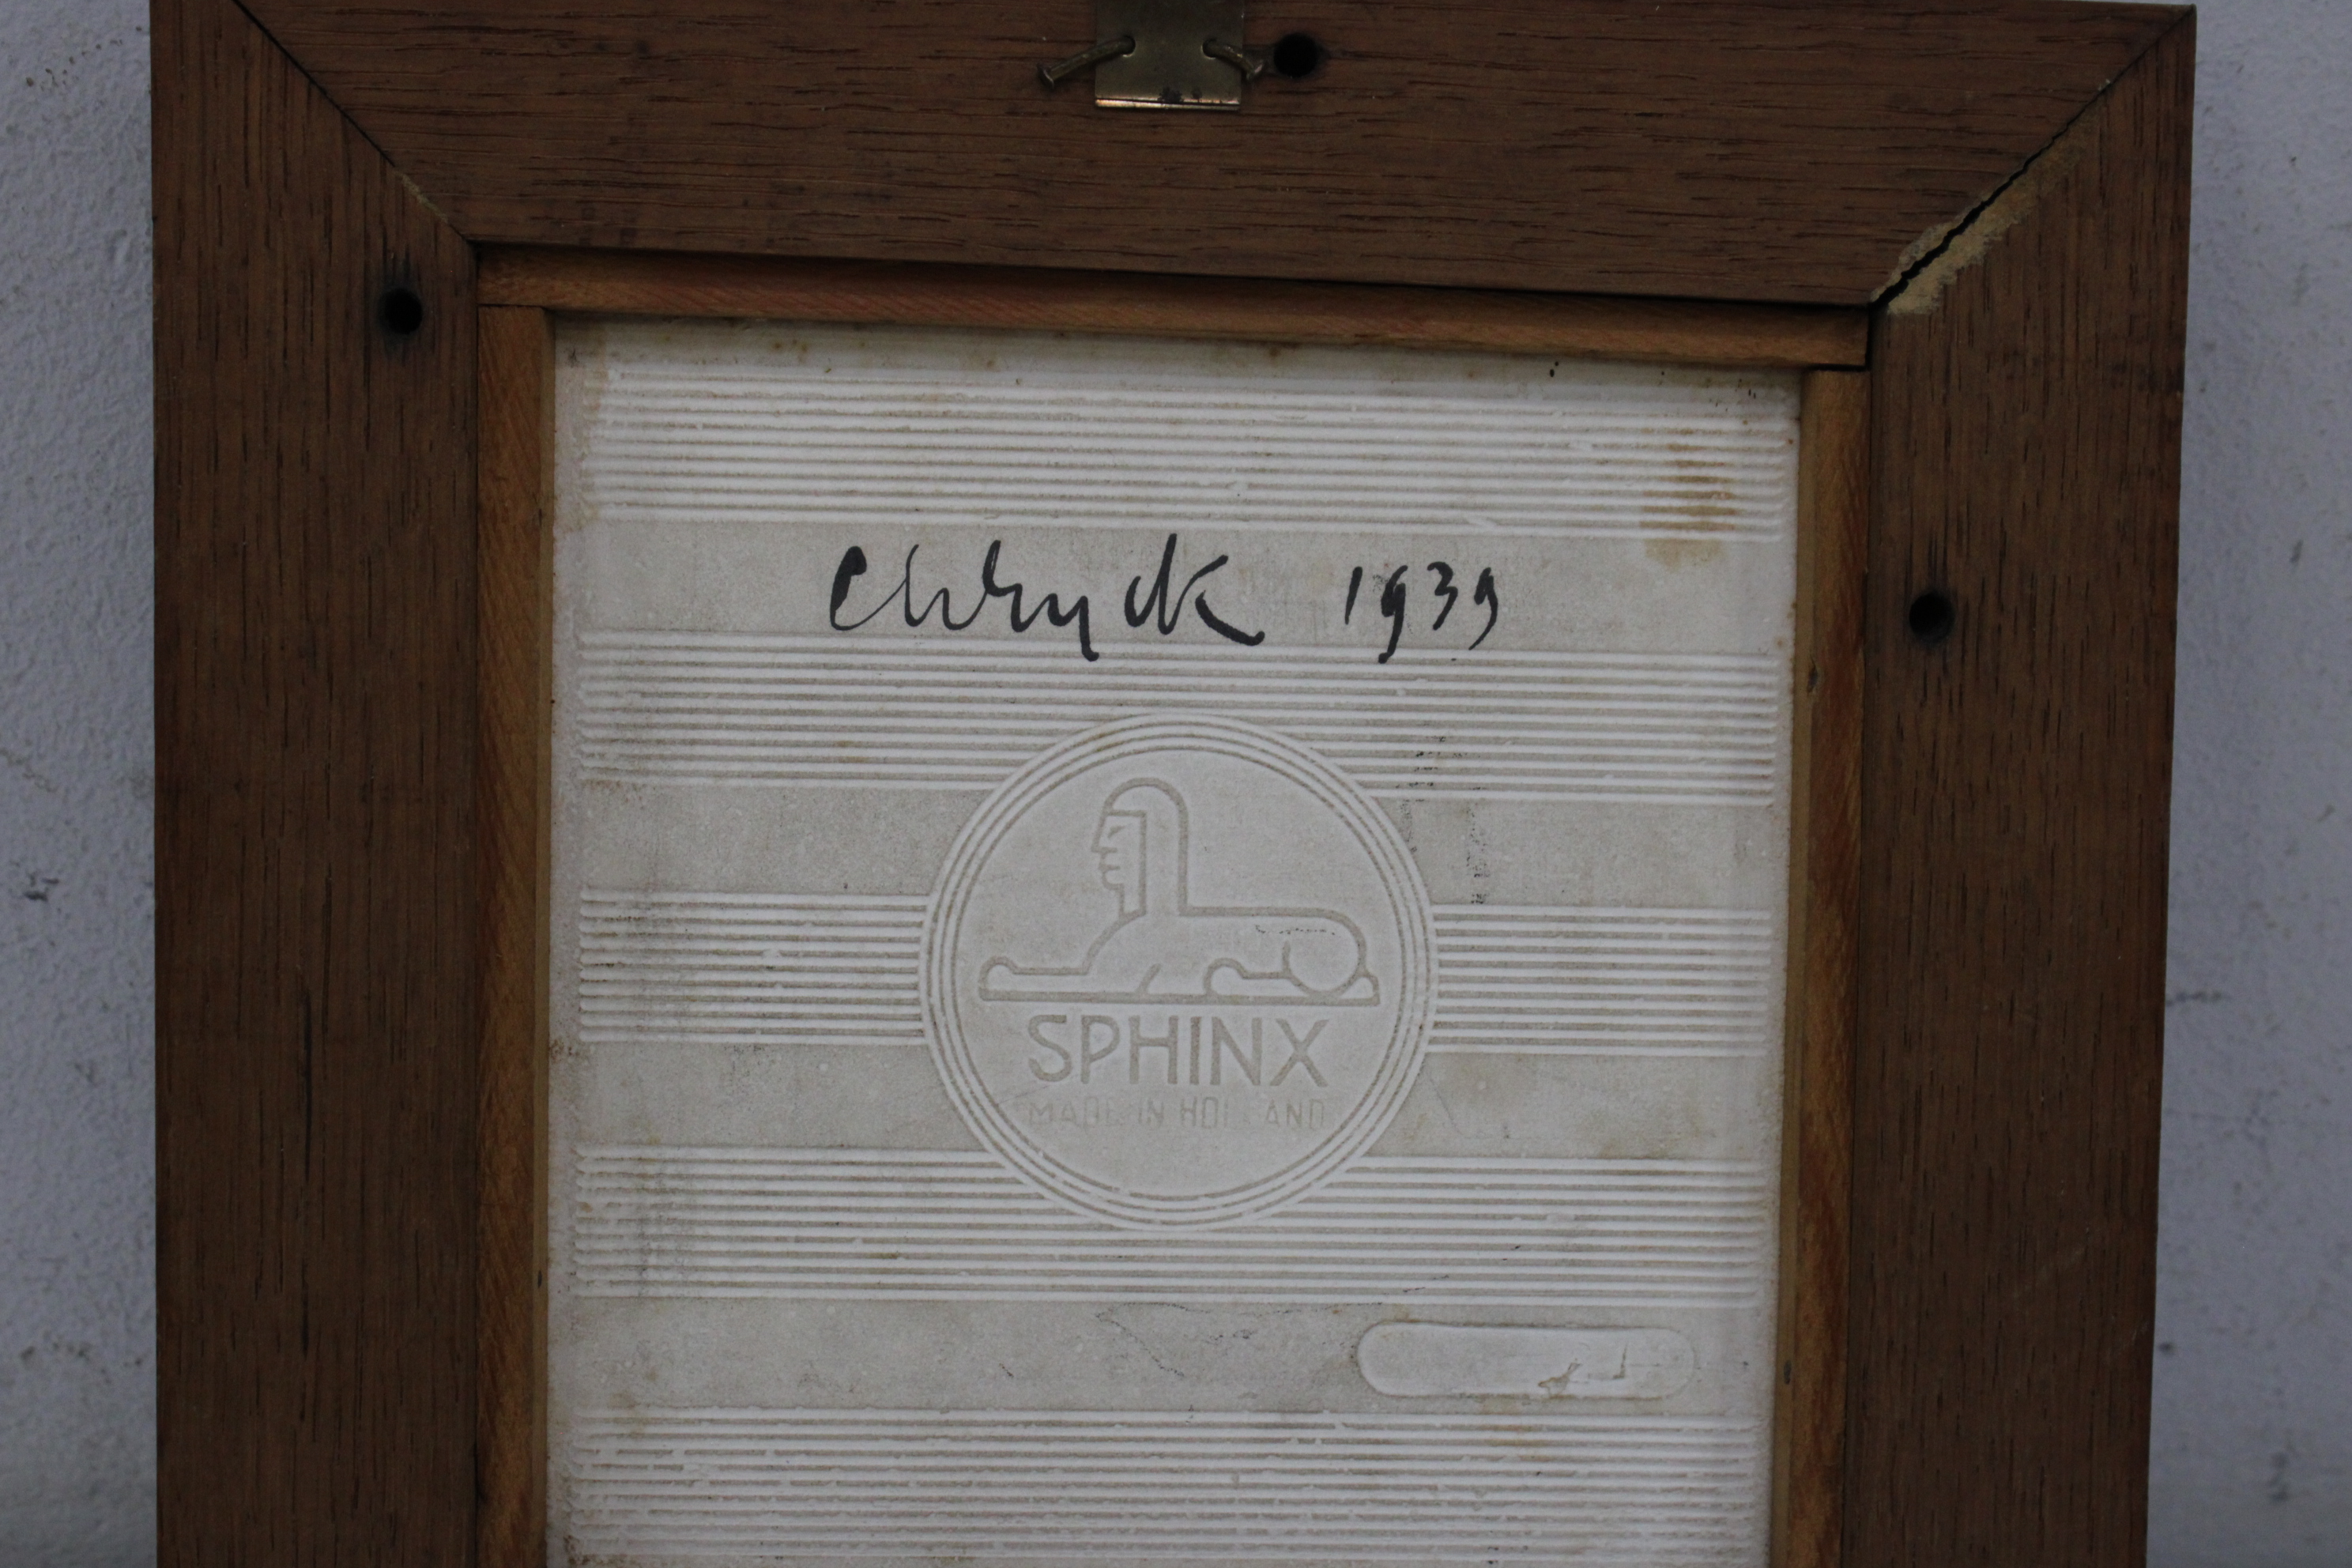 1939
SPHINX
MADE IN HOLLAND